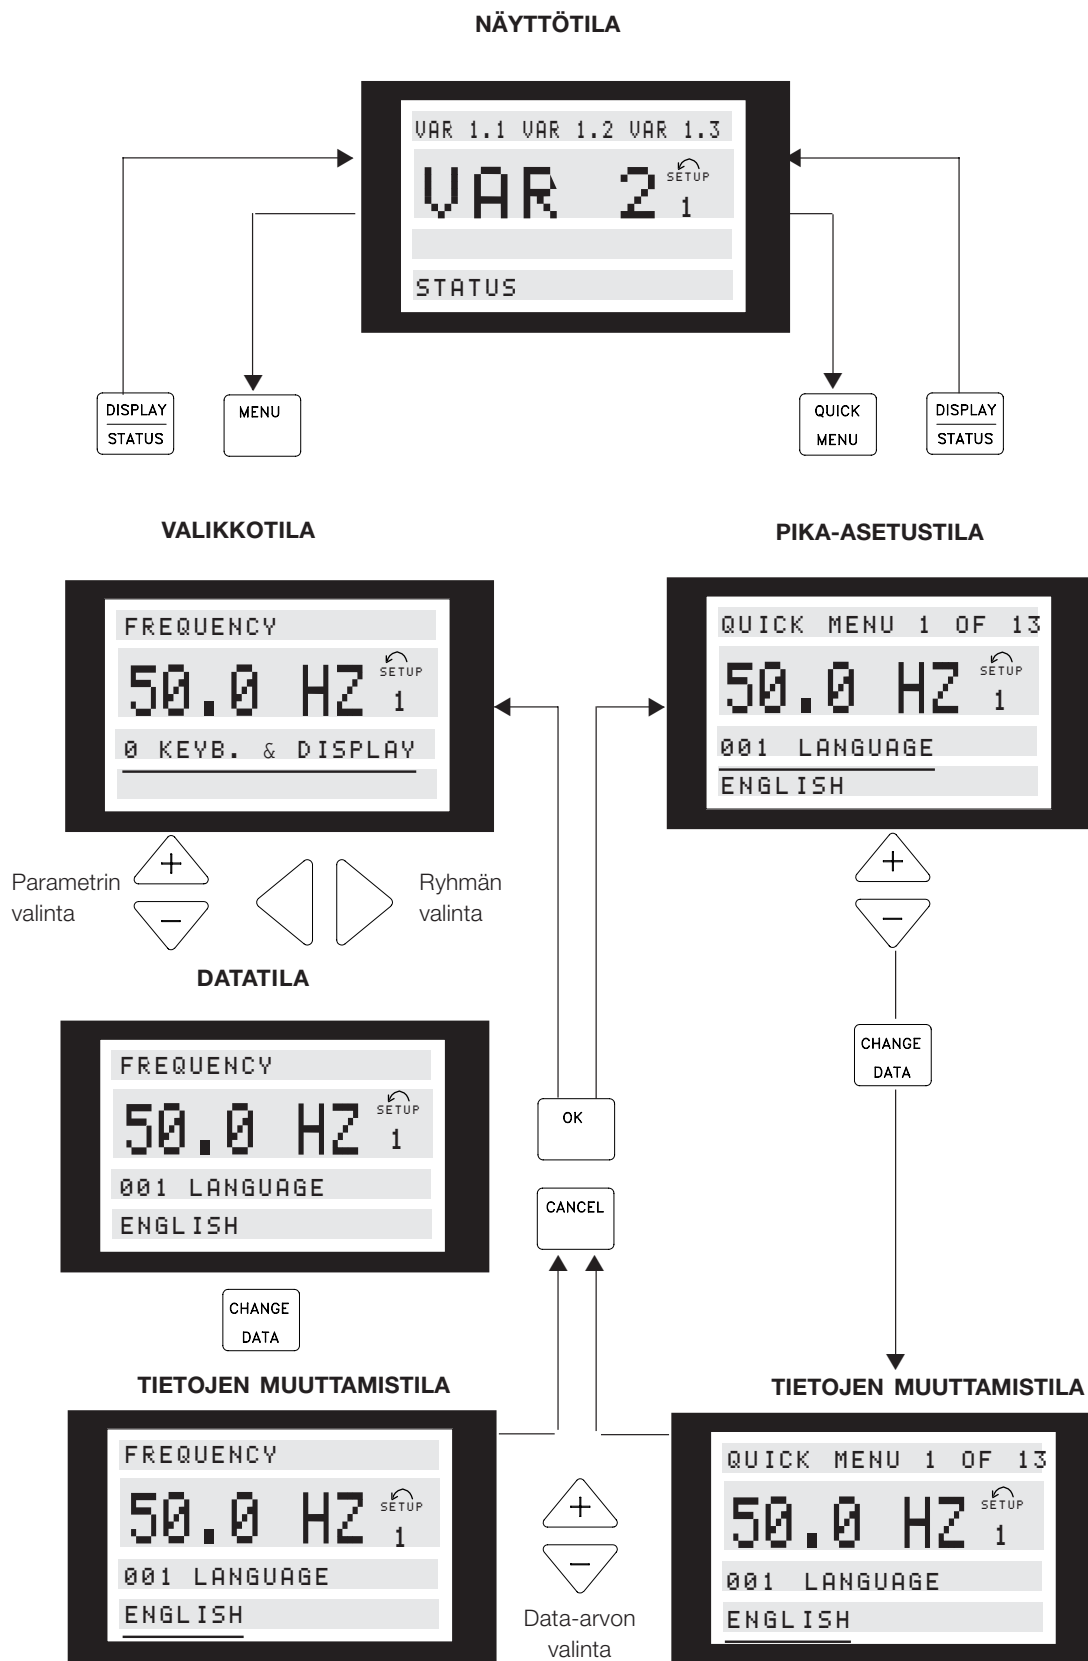 NÄYTTÖTILA
VAR 1.1 VAR 1.2 VAR 1.3
VAR 2
SETUP
1
STATUS
DISPLAY
STATUS
MENU
QUICK
MENU
DISPLAY
STATUS
VALIKKOTILA
FREQUENCY
50.0 HZ
SETUP
1
0 KEYB. & DISPLAY
Parametrin
valinta
+
−
Ryhmän
valinta
PIKA-ASETUSTILA
QUICK MENU 1 OF 13
50.0 HZ
SETUP
1
001 LANGUAGE
ENGLISH
+
−
CHANGE
DATA
DATATILA
FREQUENCY
50.0 HZ
SETUP
1
001 LANGUAGE
ENGLISH
CHANGE
DATA
OK
CANCEL
TIETOJEN MUUTTAMISTILA
FREQUENCY
50.0 HZ
SETUP
1
001 LANGUAGE
ENGLISH
+
−
Data-arvon
valinta
TIETOJEN MUUTTAMISTILA
QUICK MENU 1 OF 13
50.0 HZ
SETUP
1
001 LANGUAGE
ENGLISH